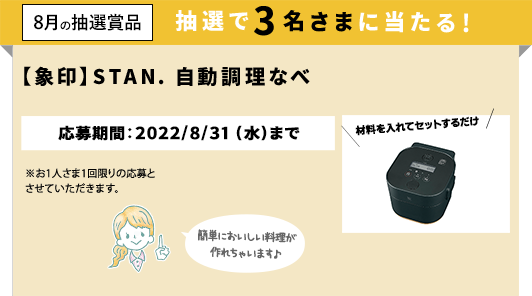 8月の抽選賞品
抽選で3名さまに当たる!
【象印】STAN. 自動調理なべ
応募期間：2022/8/31（水）まで
材料を入れてセットするだけ
※お1人さま1回限りの応募と
させていただきます。
簡単においしい料理が
作れちゃいます♪